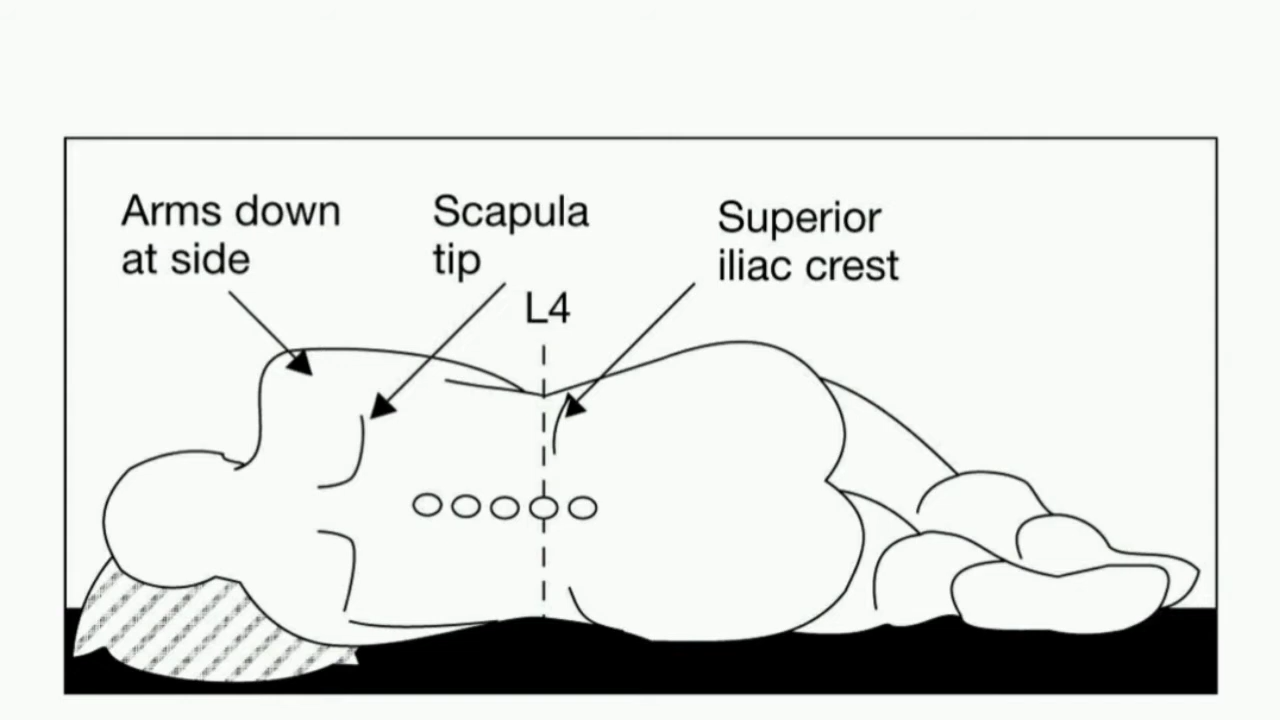 Arms down
at side
Scapula
tip
L4
Superior
iliac crest